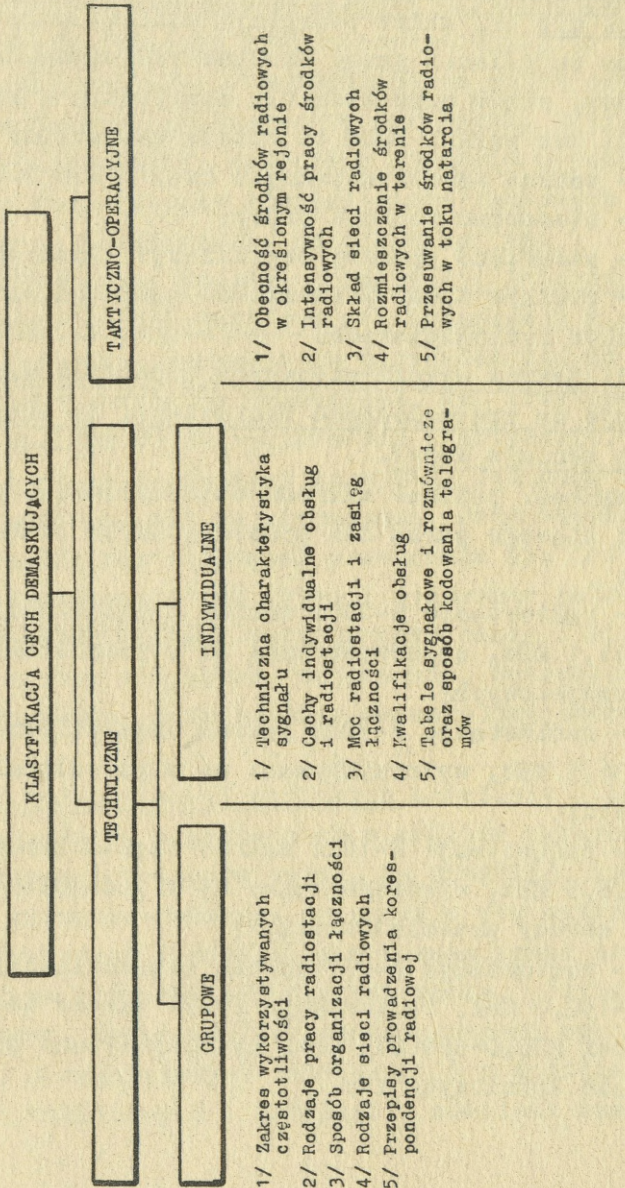 KLASYFIKACJA CECH DEMASKUJĄCYCH
TECHNICZNE
TAKTYCZNO-OPERACYJNE
GRUPOWE
INDYWIDUALNE
1/ Zakres wykorzystywanych
częstotliwości
2/ Rodzaje pracy radiostacji
3/ Sposób organizacji łączności
4/ Rodzaje sieci radiowych
5/ Przepisy prowadzenia kores-
pondencji radiowej
1/ Techniczna charakterystyka
sygnału
2/ Cechy indywidualne obsług
i radiostacji
3/ Moc radiostacji i zasięg
łączności
4/ Kwalifikacje obsług
5/ Tabele sygnałowe i rozmównicze
oraz sposób kodowania telegra-
mów
1/ Obecność środków radiowych
w określonym rejonie
2/ Intensywność pracy środków
radiowych
3/ Skład sieci radiowych
4/ Rozmieszczenie środków
radiowych w terenie
5/ Przesuwanie środków radio-
wych w toku natarcia